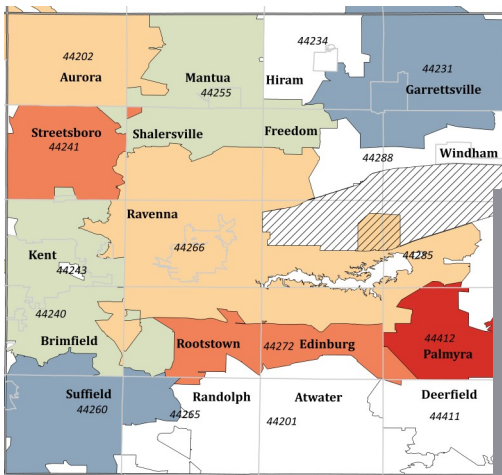 44202
Aurora
Mantua
44255
44234
Hiram
44231
Garrettsville
Streetsboro
44241
Shalersville
Freedom
Windham
44288
Ravenna
44266
44285
Kent
44243
44240
Brimfield
Rootstown
44272
Edinburg
44412
Palmyra
Suffield
44260
44265
Randolph
Atwater
44201
Deerfield
44411